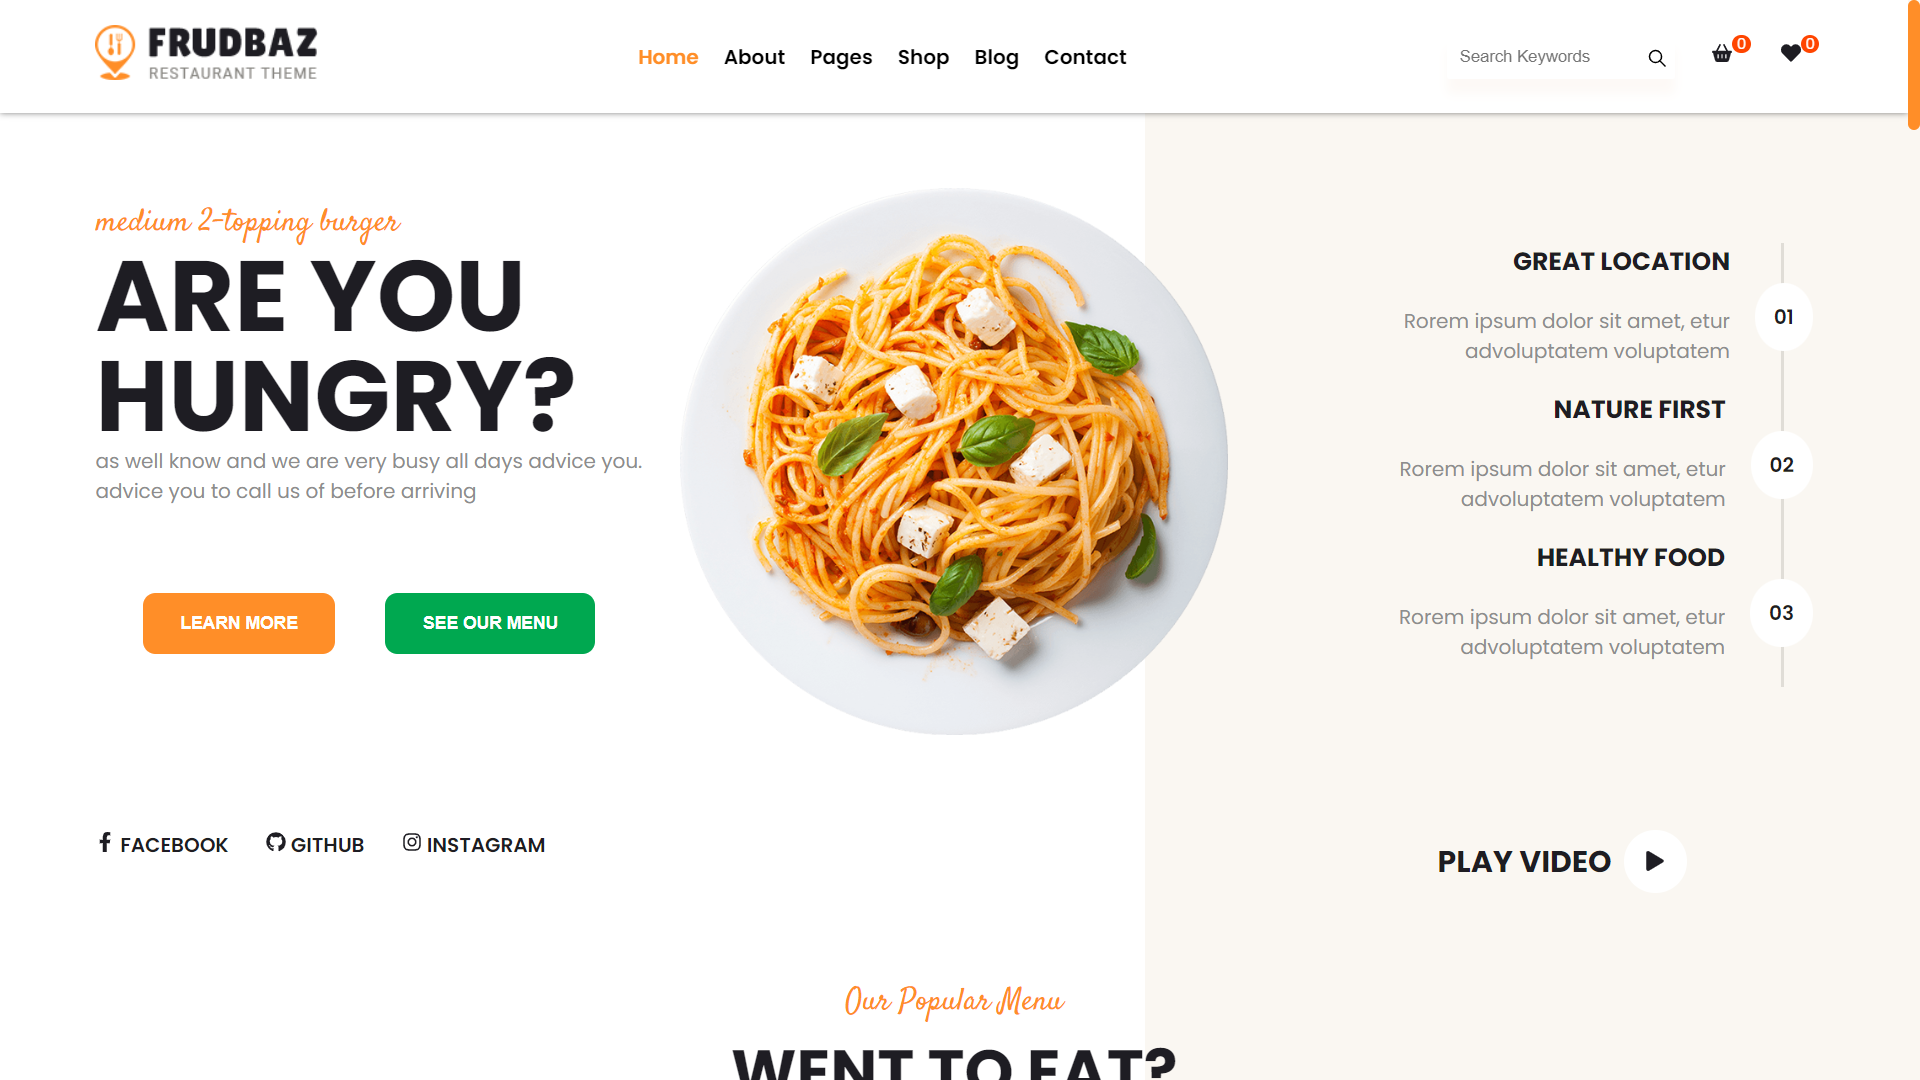 FRUDBAZ
RESTAURANT THEME
Home About Pages Shop Blog Contact
Search Keywords
0
0
medium 2-topping burger
ARE YOU
HUNGRY?
as well know and we are very busy all days advice you.
advice you to call us of before arriving
LEARN MORE
SEE OUR MENU
FACEBOOK
GITHUB
INSTAGRAM
GREAT LOCATION
Rorem ipsum dolor sit amet, etur
advoluptatem voluptatem
01
NATURE FIRST
Rorem ipsum dolor sit amet, etur
advoluptatem voluptatem
02
HEALTHY FOOD
Rorem ipsum dolor sit amet, etur
advoluptatem voluptatem
03
PLAY VIDEO
Our Popular Menu
WENT TO EAT?